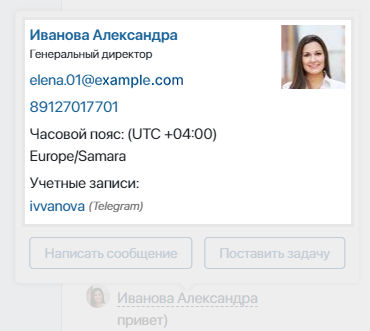 Иванова Александра
Генеральный директор
elena.01@example.com
89127017701
Часовой пояс: (UTC +04:00)
Europe/Samara
Учетные записи:
ivvanova (Telegram)
Написать сообщение Поставить задачу
Иванова Александра
привет)